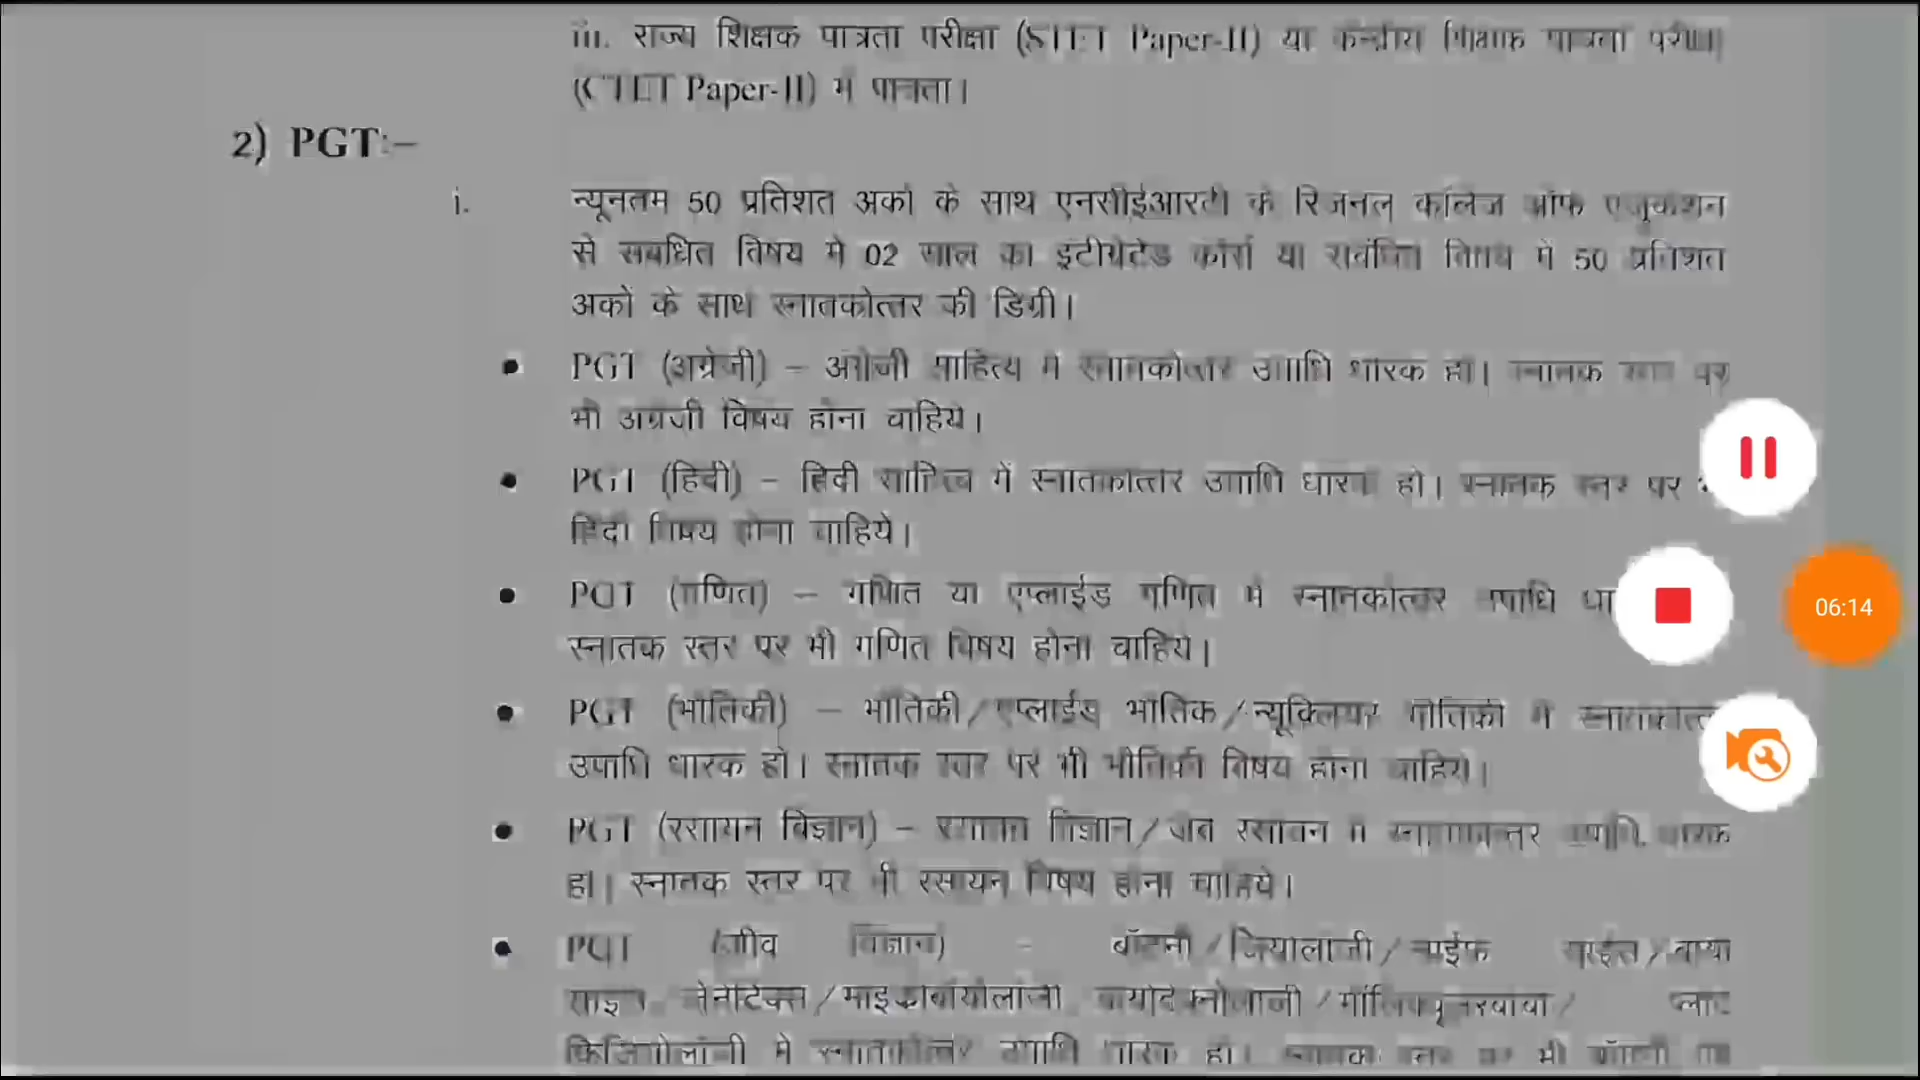 iii. राज्य शिक्षक पात्रता परीक्षा (STET Paper-II) या केन्द्रीय शिक्षक पात्रता परीक्षा
(CTET Paper-II) में पात्रता।
2) PGT:–
i. न्यूनतम 50 प्रतिशत अंकों के साथ एनसीईआरटी के रिजनल कॉलेज ऑफ एजुकेशन
से संबंधित विषय में 02 साल का इंटीग्रेटेड कोर्स या संबंधित विषय में 50 प्रतिशत
अंकों के साथ स्नातकोत्तर की डिग्री।
• PGT (अंग्रेजी) – अंग्रेजी साहित्य में स्नातकोत्तर उपाधि धारक हो। स्नातक स्तर पर
भी अंग्रेजी विषय होना चाहिये।
• PGT (हिंदी) – हिंदी साहित्य में स्नातकोत्तर उपाधि धारक हो। स्नातक स्तर पर
हिंदी विषय होना चाहिये।
• PGT (गणित) – गणित या एप्लाईड गणित में स्नातकोत्तर उपाधि
स्नातक स्तर पर भी गणित विषय होना चाहिये।
• PGT (भौतिकी) – भौतिकी/एप्लाईड भौतिक/न्यूक्लियर भौतिकी में स्नातकोत्तर
उपाधि धारक हो। स्नातक स्तर पर भी भौतिकी विषय होना चाहिये।
• PGT (रसायन विज्ञान) – रसायन विज्ञान/जैव रसायन में स्नातकोत्तर उपाधि धारक
हो। स्नातक स्तर पर भी रसायन विषय होना चाहिये।
• PGT (जीव विज्ञान) – बॉटनी/जियोलॉजी/लाईफ साईंस/बायो
साइंस जेनेटिक्स/माइक्रोबायोलॉजी बायोटेक्नोलॉजी/ प्लांट
फिजियोलॉजी में स्नातकोत्तर उपाधि धारक हो। स्नातक स्तर पर भी बॉटनी
06:14